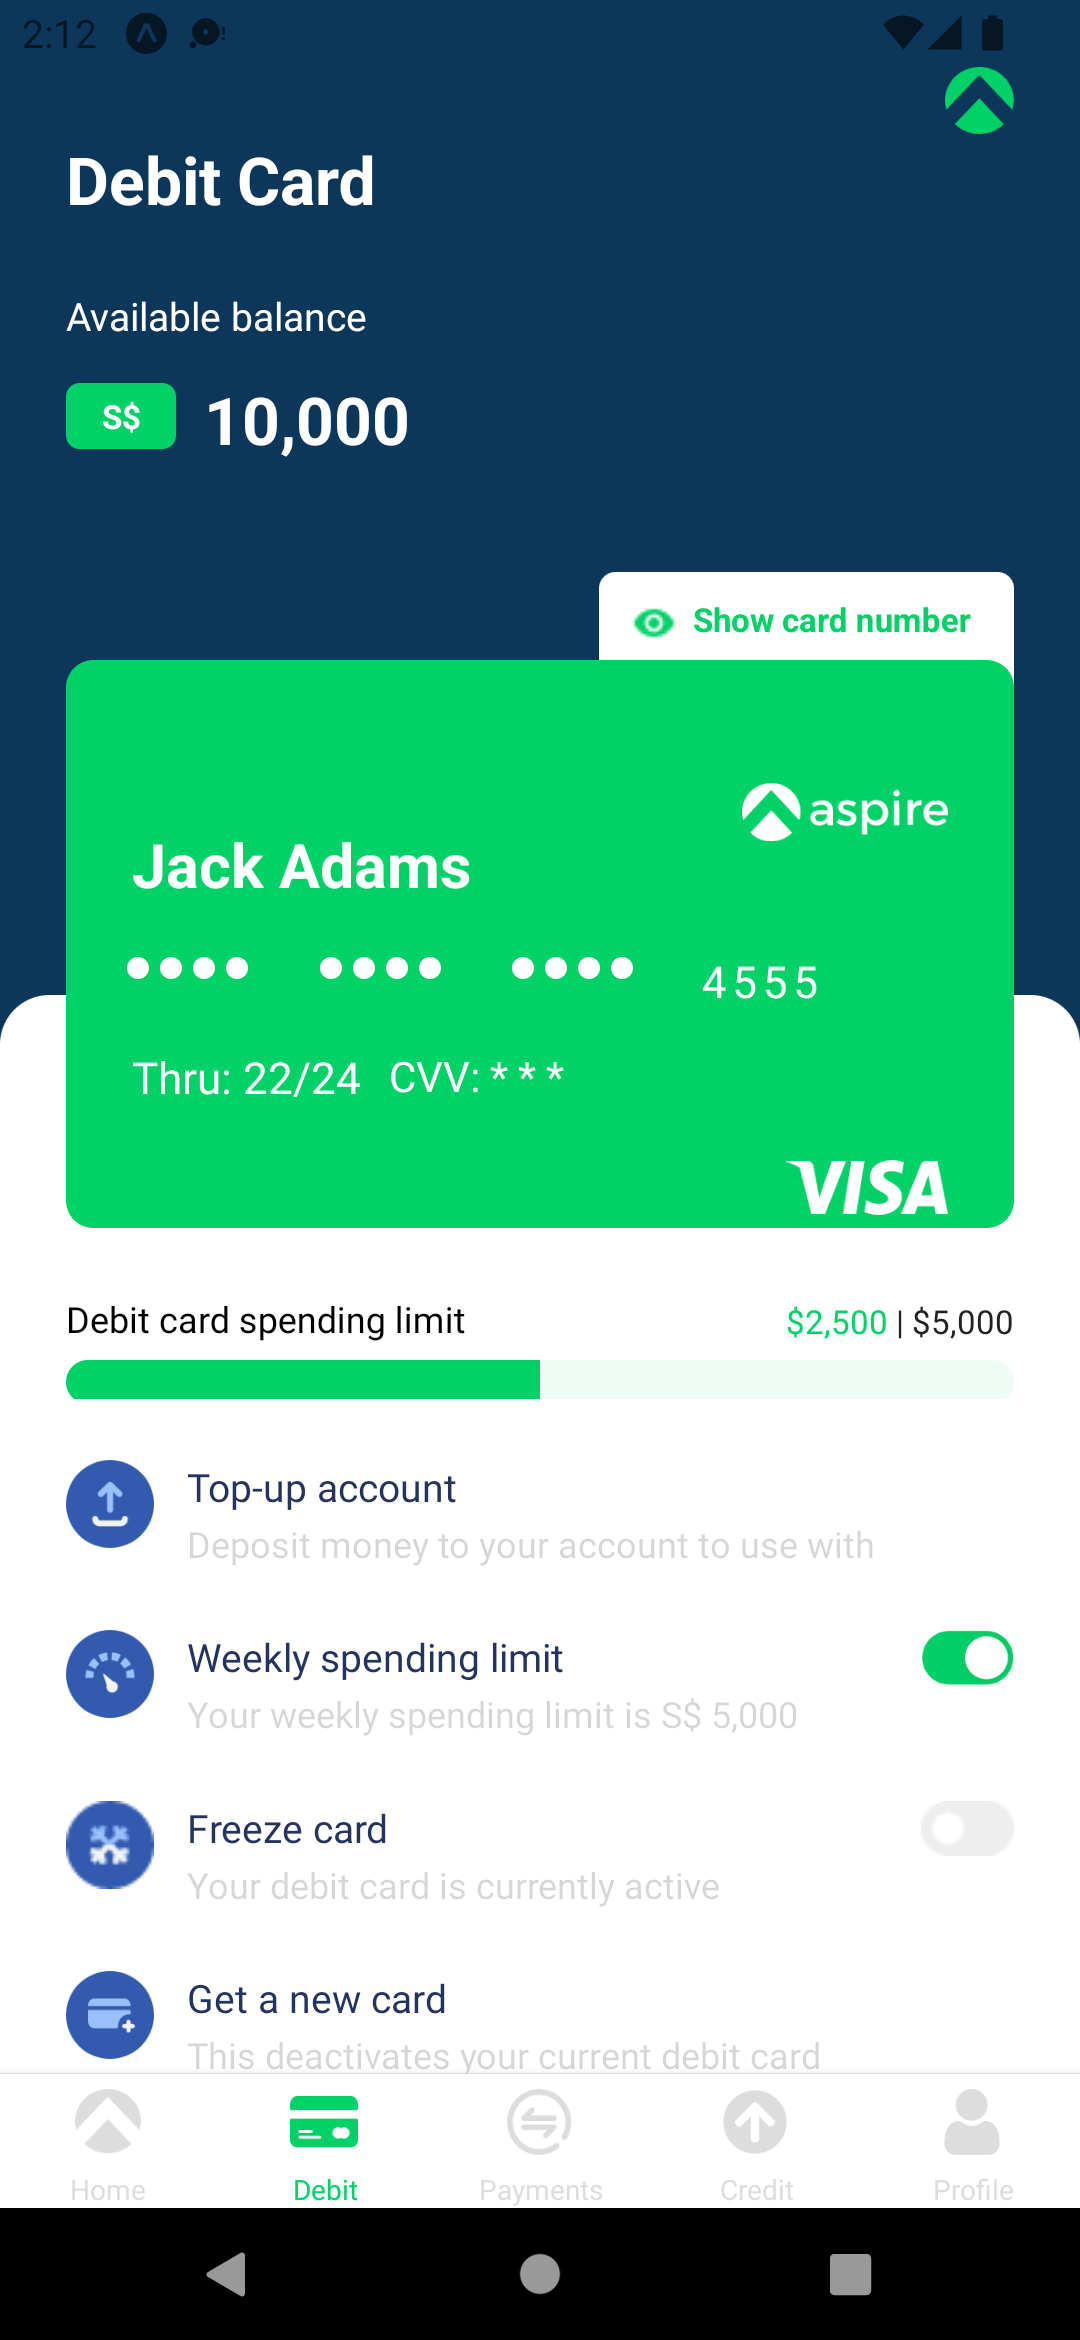 2:12
Debit Card
Available balance
S$ 10,000
Show card number
aspire
Jack Adams
4555
Thru: 22/24 CVV: * * *
VISA
Debit card spending limit $2,500 | $5,000
Top-up account
Deposit money to your account to use with
Weekly spending limit
Your weekly spending limit is S$ 5,000
Freeze card
Your debit card is currently active
Get a new card
This deactivates your current debit card
Home Debit Payments Credit Profile